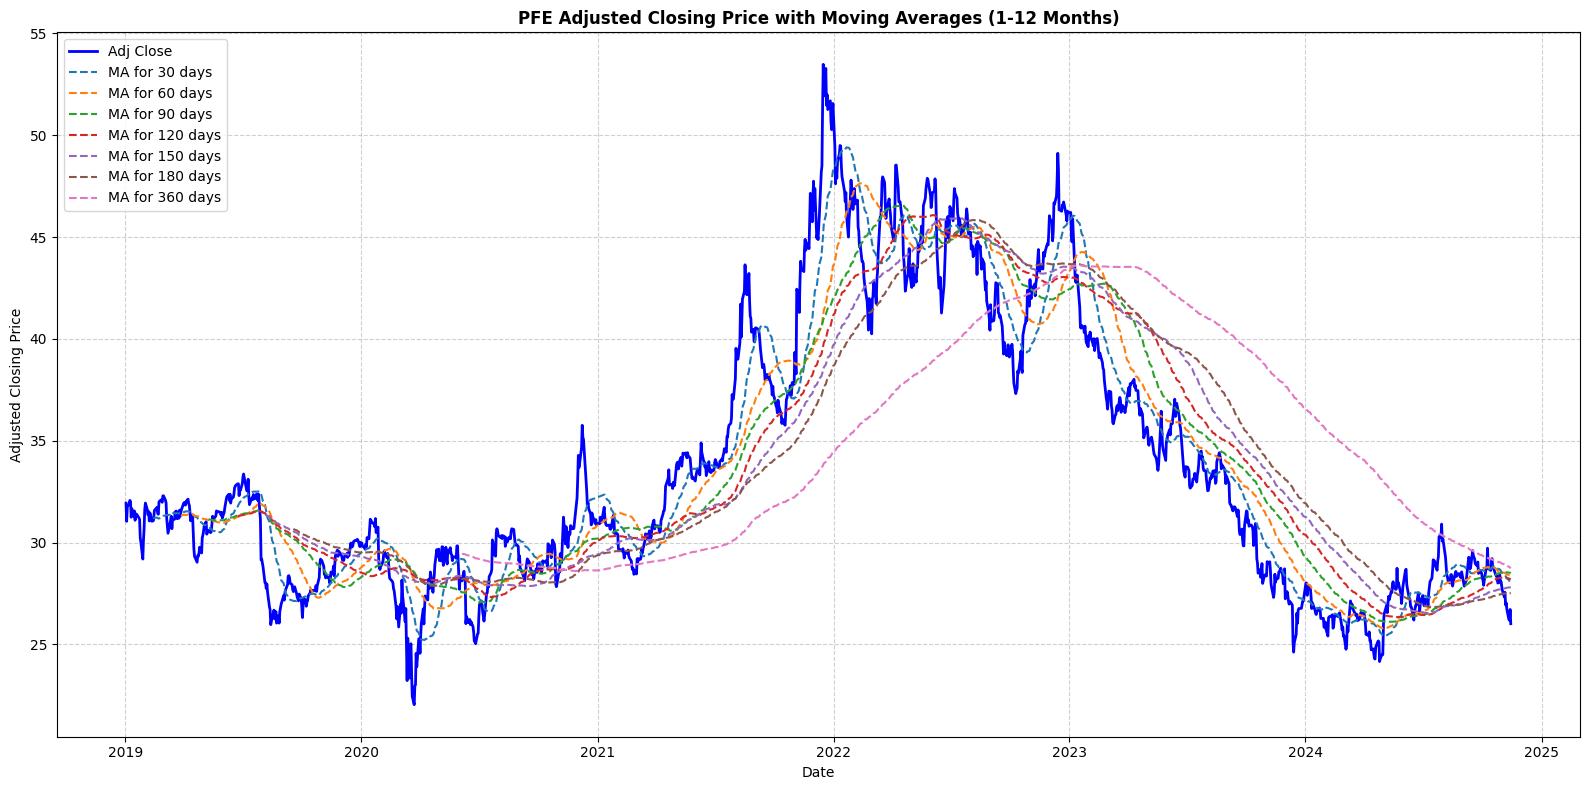 PFE Adjusted Closing Price with Moving Averages (1-12 Months)
Adj Close
MA for 30 days
MA for 60 days
MA for 90 days
MA for 120 days
MA for 150 days
MA for 180 days
MA for 360 days
55
50
45
40
35
30
25
Adjusted Closing Price
2019 2020 2021 2022 2023 2024 2025
Date